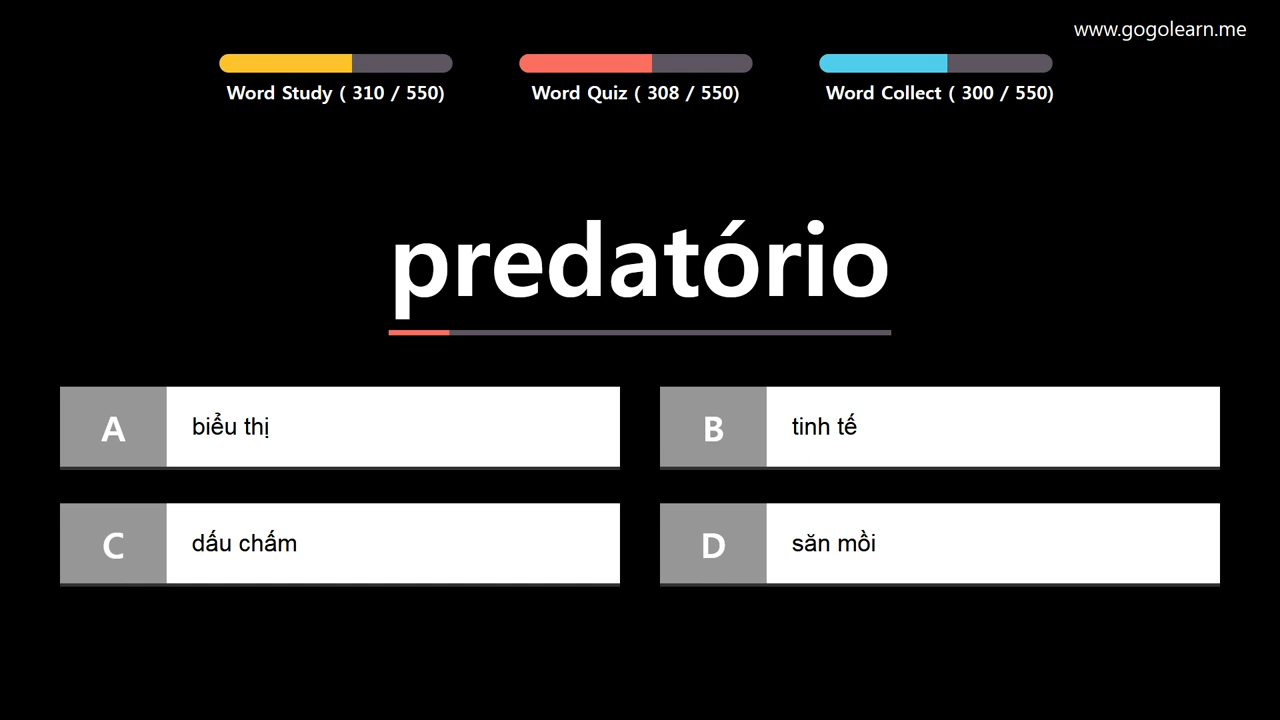 www.gogolearn.me
Word Study ( 310 / 550)
Word Quiz ( 308 / 550)
Word Collect ( 300 / 550)
predatório
A
biểu thị
B
tinh tế
C
dấu chấm
D
săn mồi